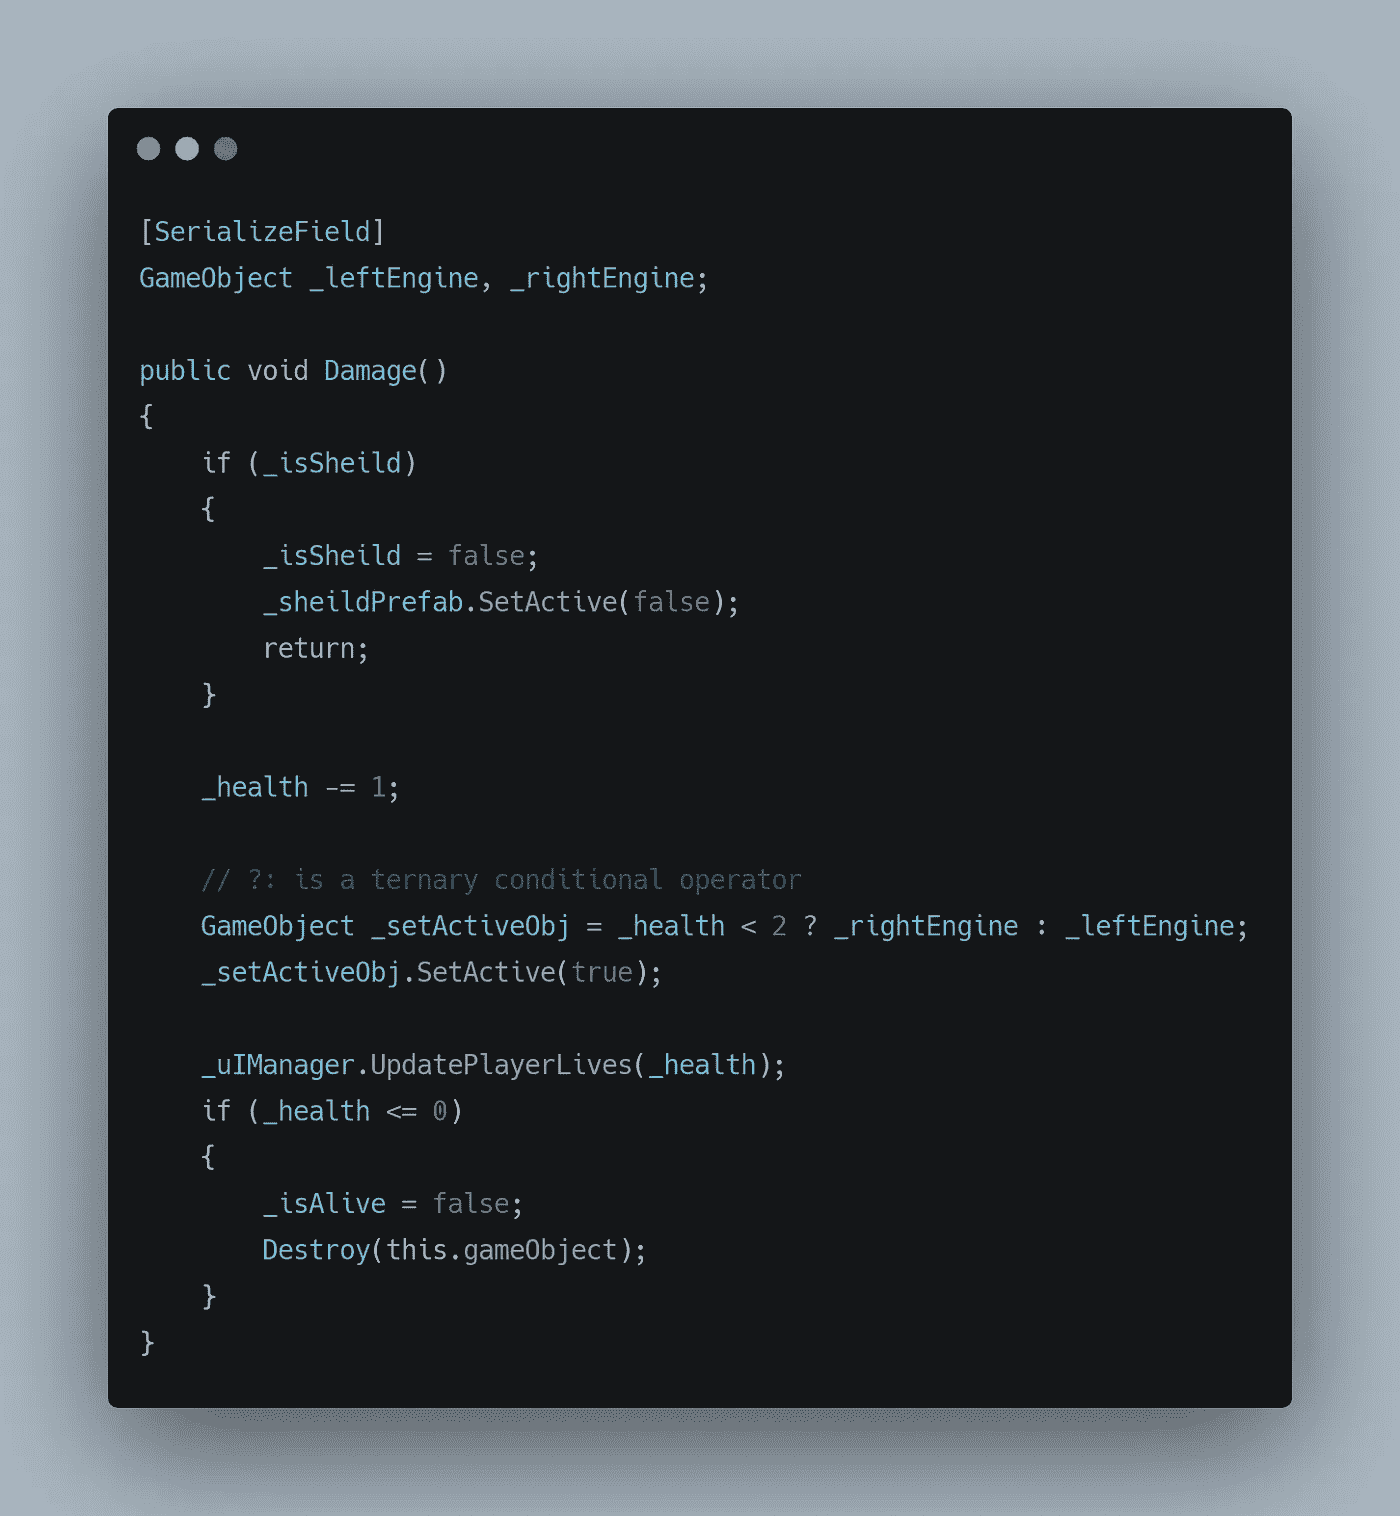 [SerializeField]
GameObject _leftEngine, _rightEngine;
public void Damage()
{
if (_isSheild)
{
_isSheild = false;
_sheildPrefab.SetActive(false);
return;
}
_health -= 1;
// ?: is a ternary conditional operator
GameObject _setActiveObj = _health < 2 ? _rightEngine : _leftEngine;
_setActiveObj.SetActive(true);
_uIManager.UpdatePlayerLives(_health);
if (_health <= 0)
{
_isAlive = false;
Destroy(this.gameObject);
}
}